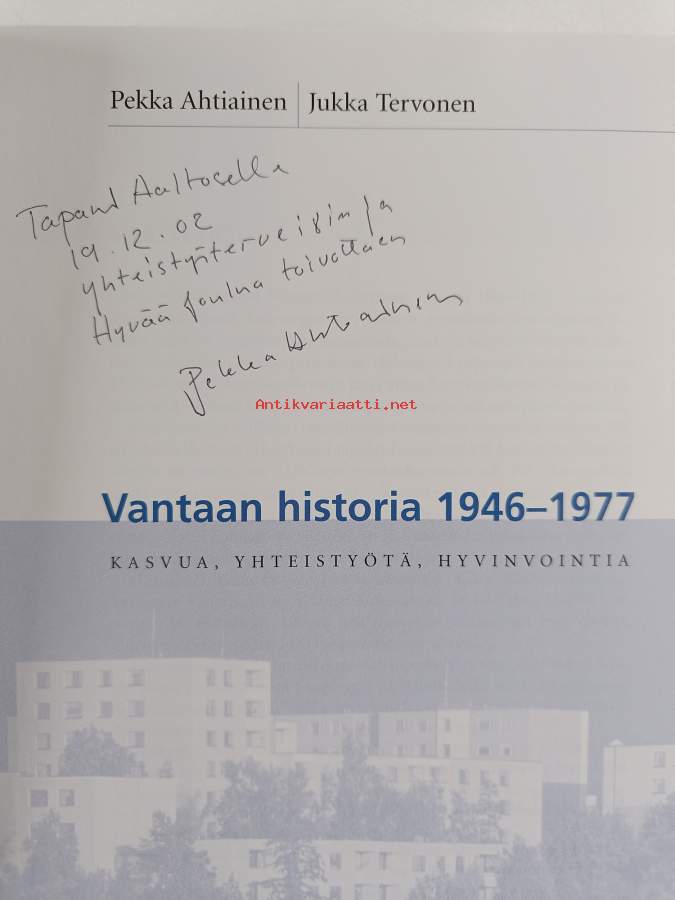 Pekka Ahtiainen | Jukka Tervonen
Tapani Aaltosella
19.12.02
yhteistyöterveisin ja
Hyvää Joulua toivottaen
Pekka Ahtiainen
Antikvariaatti.net
Vantaan historia 1946–1977
KASVUA, YHTEISTYÖTÄ, HYVINVOINTIA